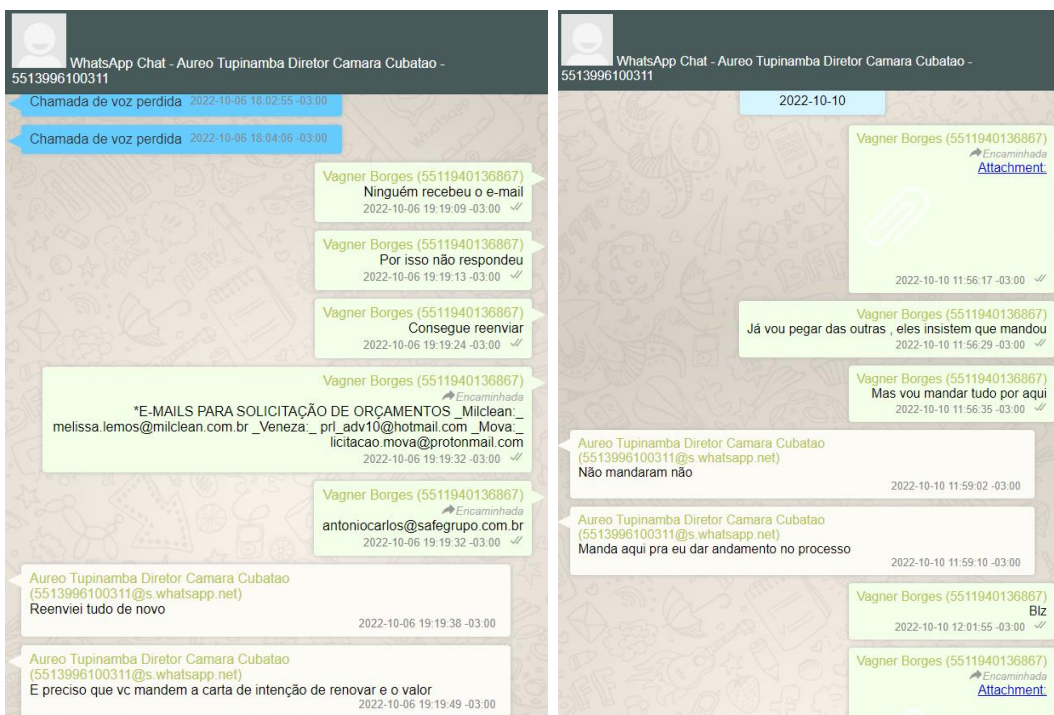 WhatsApp Chat - Aureo Tupinamba Diretor Camara Cubatao -
5513996100311
Chamada de voz perdida 2022-10-06 18:02:55 -03:00
Chamada de voz perdida 2022-10-06 18:04:06 -03:00
Vagner Borges (5511940136867)
Ninguém recebeu o e-mail
2022-10-06 19:19:09 -03:00
Vagner Borges (5511940136867)
Por isso não respondeu
2022-10-06 19:19:13 -03:00
Vagner Borges (5511940136867)
Consegue reenviar
2022-10-06 19:19:24 -03:00
Vagner Borges (5511940136867)
Encaminhada
*E-MAILS PARA SOLICITAÇÃO DE ORÇAMENTOS _Milclean:_
melissa.lemos@milclean.com.br _Veneza:_ prl_adv10@hotmail.com _Mova:_
licitacao.mova@protonmail.com
2022-10-06 19:19:32 -03:00
Vagner Borges (5511940136867)
Encaminhada
antoniocarlos@safegrupo.com.br
2022-10-06 19:19:32 -03:00
Aureo Tupinamba Diretor Camara Cubatao
(5513996100311@s.whatsapp.net)
Reenviei tudo de novo
2022-10-06 19:19:38 -03:00
Aureo Tupinamba Diretor Camara Cubatao
(5513996100311@s.whatsapp.net)
E preciso que vc mandem a carta de intenção de renovar e o valor
2022-10-06 19:19:49 -03:00
WhatsApp Chat - Aureo Tupinamba Diretor Camara Cubatao -
5513996100311
2022-10-10
Vagner Borges (5511940136867)
Encaminhada
Attachment:
2022-10-10 11:56:17 -03:00
Vagner Borges (5511940136867)
Já vou pegar das outras , eles insistem que mandou
2022-10-10 11:56:29 -03:00
Vagner Borges (5511940136867)
Mas vou mandar tudo por aqui
2022-10-10 11:56:35 -03:00
Aureo Tupinamba Diretor Camara Cubatao
(5513996100311@s.whatsapp.net)
Não mandaram não
2022-10-10 11:59:02 -03:00
Aureo Tupinamba Diretor Camara Cubatao
(5513996100311@s.whatsapp.net)
Manda aqui pra eu dar andamento no processo
2022-10-10 11:59:10 -03:00
Vagner Borges (5511940136867)
Blz
2022-10-10 12:01:55 -03:00
Vagner Borges (5511940136867)
Encaminhada
Attachment: